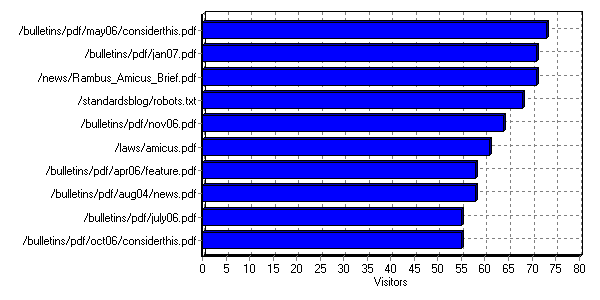 /bulletins/pdf/may06/considerthis.pdf
/bulletins/pdf/jan07.pdf
/news/Rambus_Amicus_Brief.pdf
/standardsblog/robots.txt
/bulletins/pdf/nov06.pdf
/laws/amicus.pdf
/bulletins/pdf/apr06/feature.pdf
/bulletins/pdf/aug04/news.pdf
/bulletins/pdf/july06.pdf
/bulletins/pdf/oct06/considerthis.pdf
0 5 10 15 20 25 30 35 40 45 50 55 60 65 70 75 80
Visitors